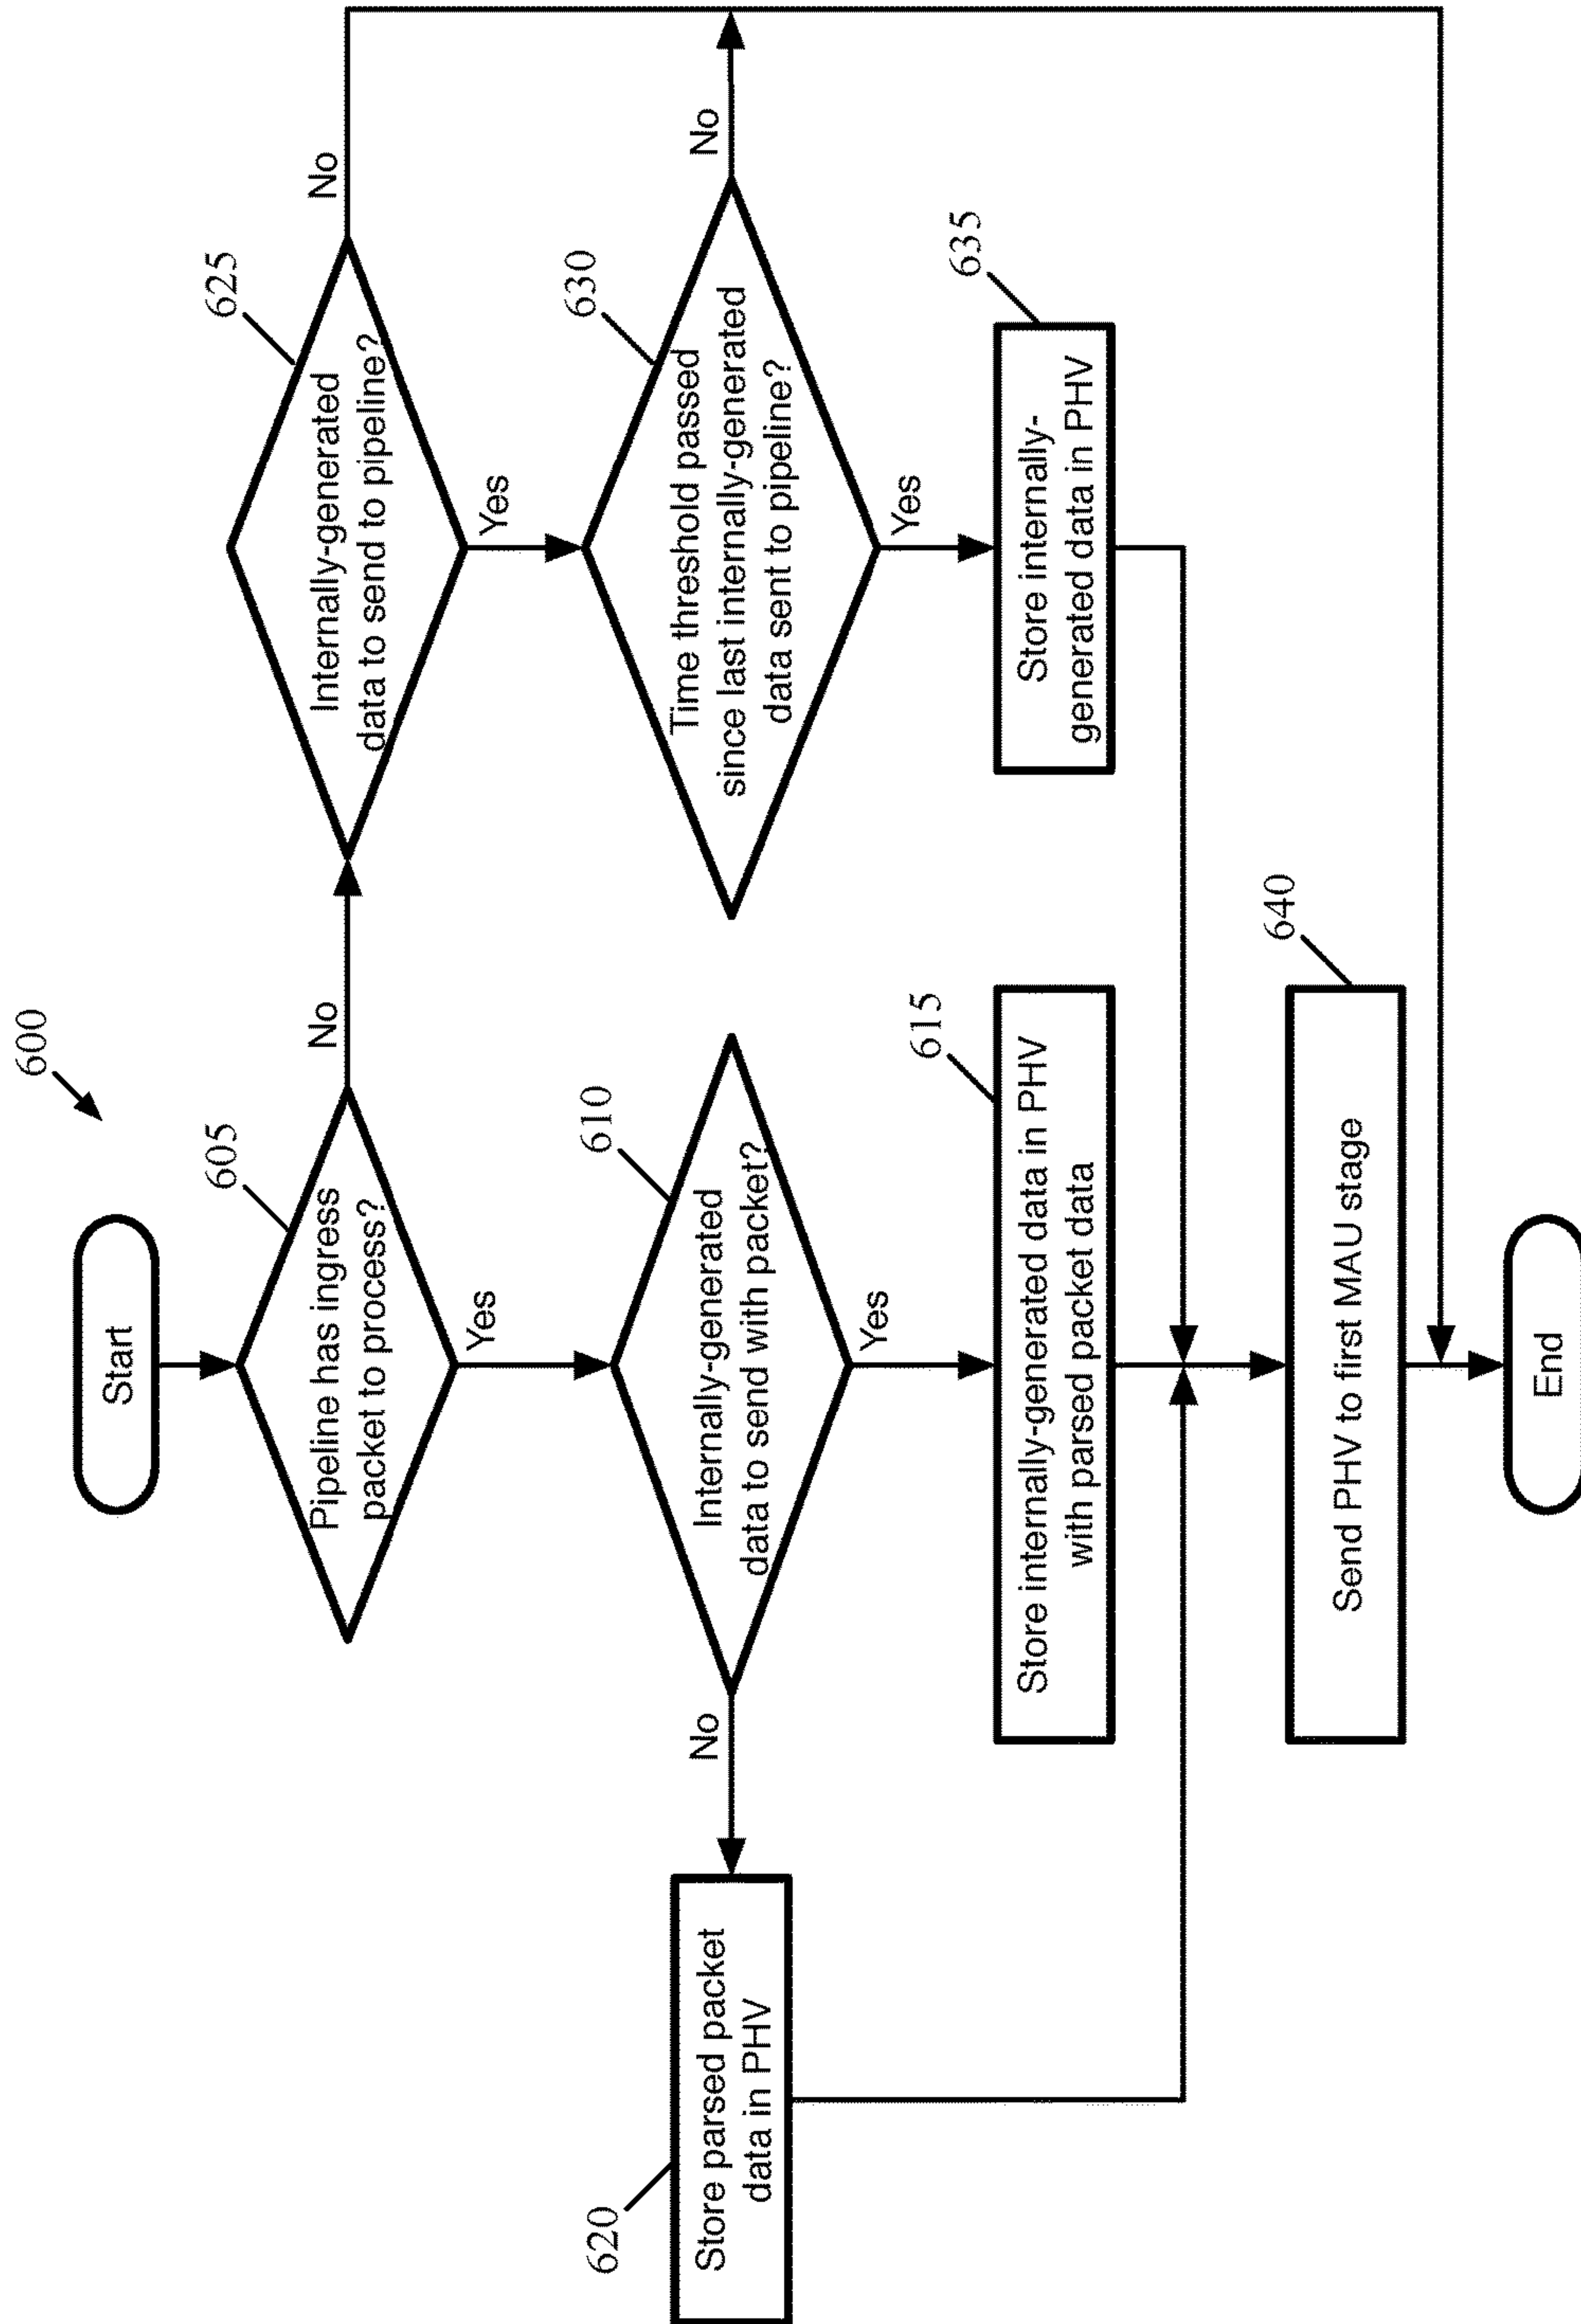 600
Start
605
Pipeline has ingress
packet to process?
No
Yes
625
Internally-generated
data to send to pipeline?
No
Yes
610
Internally-generated
data to send with packet?
No
Yes
630
Time threshold passed
since last internally-generated
data sent to pipeline?
No
Yes
620
Store parsed packet
data in PHV
615
Store internally-generated data in PHV
with parsed packet data
635
Store internally-
generated data in PHV
640
Send PHV to first MAU stage
End